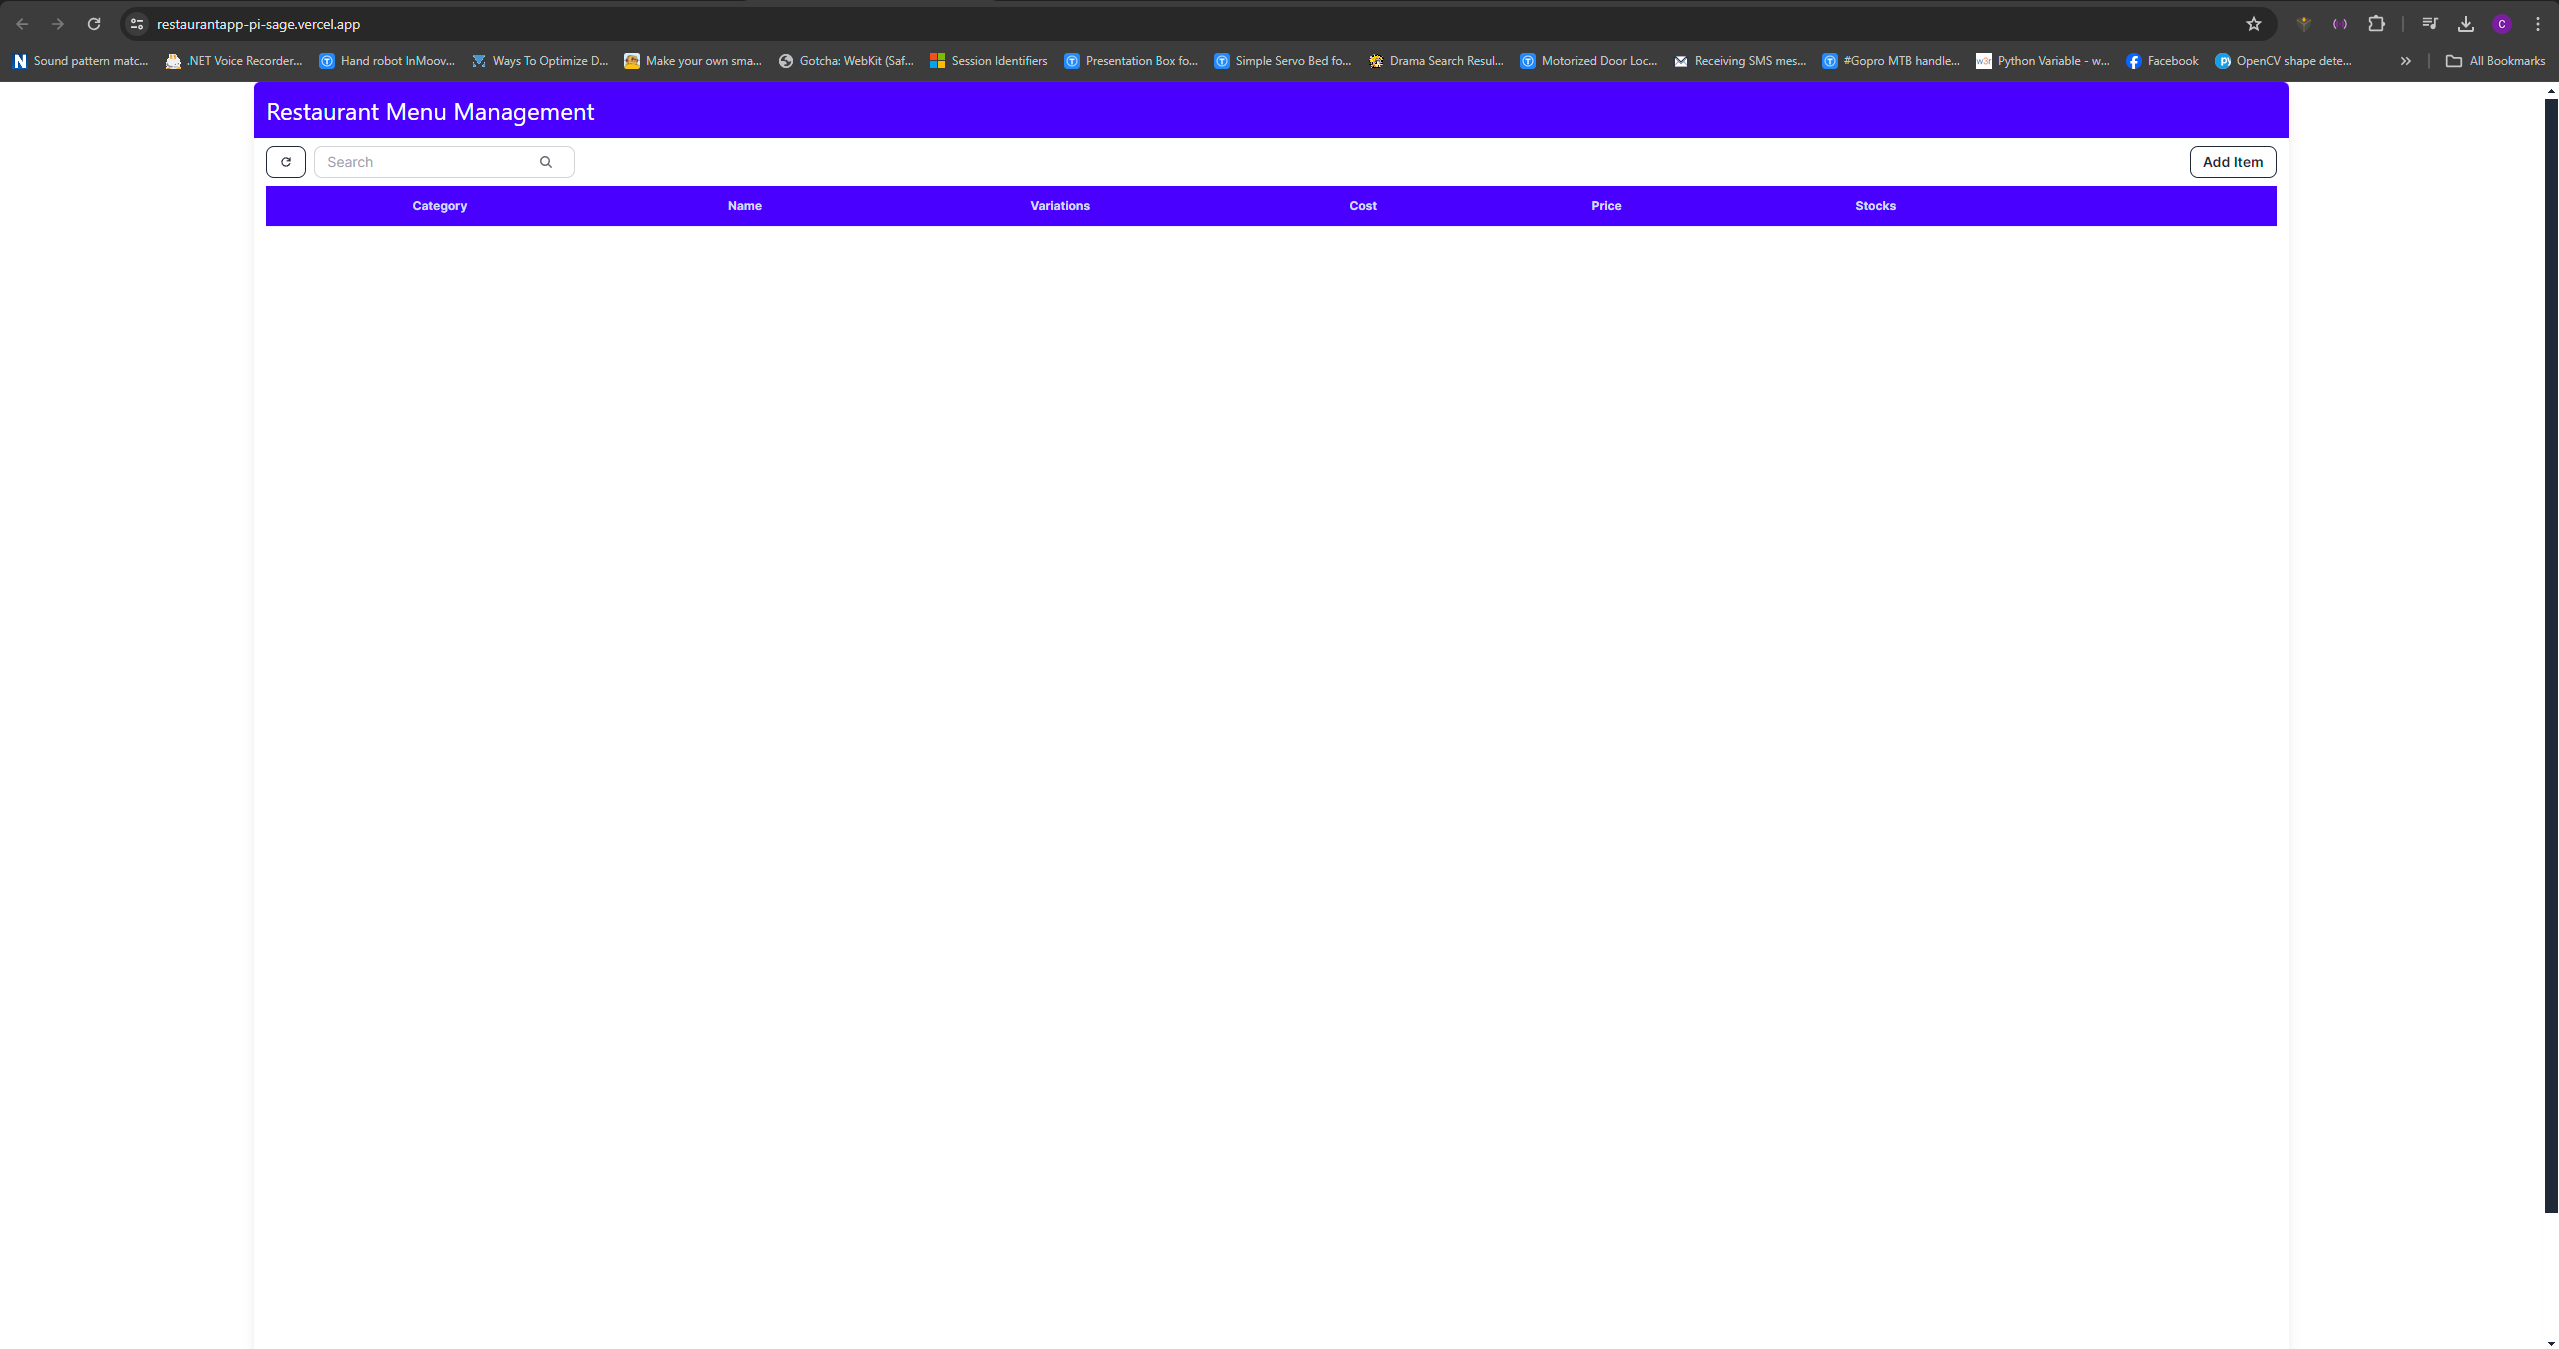 restaurantapp-pi-sage.vercel.app
C
Sound pattern matc...
.NET Voice Recorder...
Hand robot InMoov...
Ways To Optimize D...
Make your own sma...
Gotcha: WebKit (Saf...
Session Identifiers
Presentation Box fo...
Simple Servo Bed fo...
Drama Search Resul...
Motorized Door Loc...
Receiving SMS mes...
#Gopro MTB handle...
Python Variable - w...
Facebook
OpenCV shape dete...
All Bookmarks
Restaurant Menu Management
Search
Add Item
Category Name Variations Cost Price Stocks